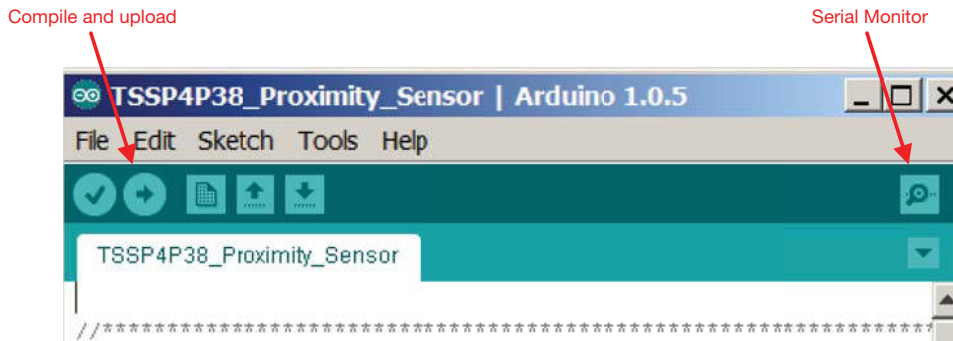 Compile and upload Serial Monitor
TSSP4P38_Proximity_Sensor | Arduino 1.0.5
File Edit Sketch Tools Help
TSSP4P38_Proximity_Sensor
//****************************************************************